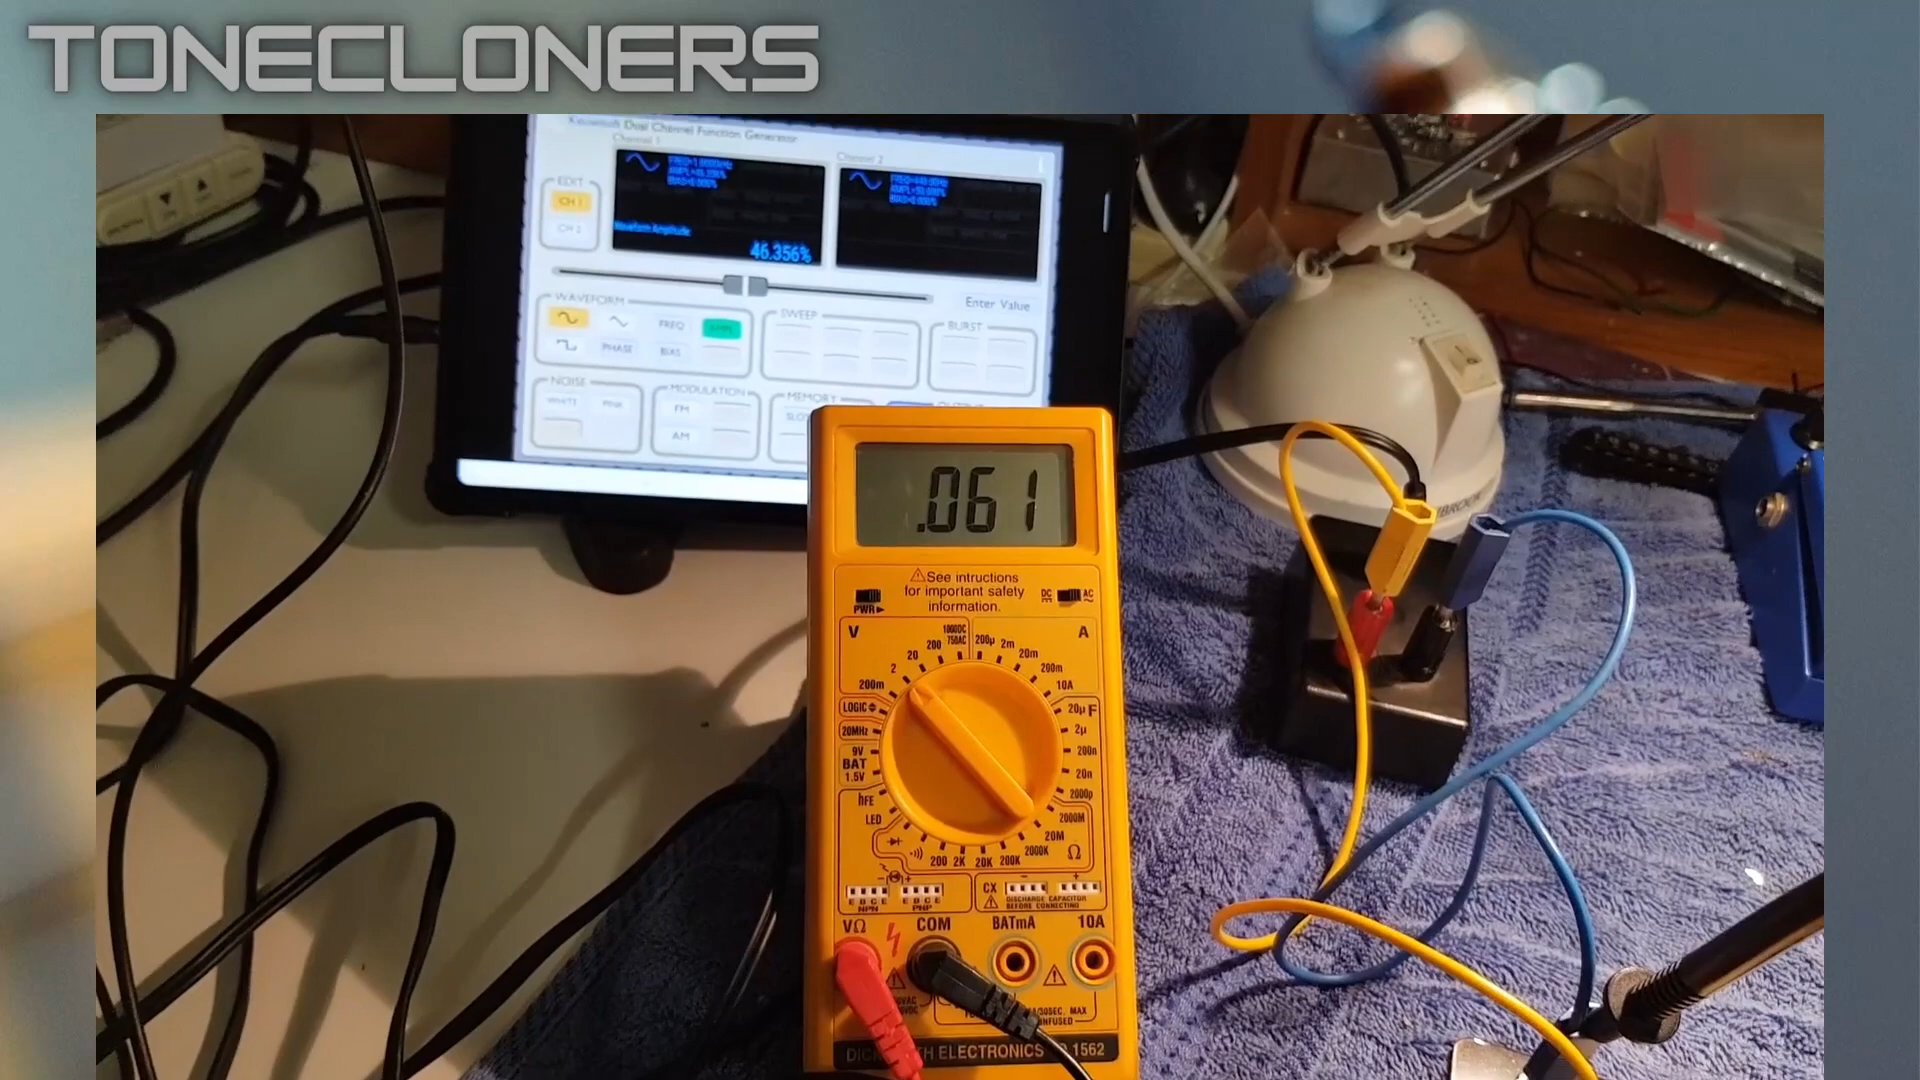 TONECLONERS
Dual Channel Function Generator
Channel 1
Channel 2
EDIT
CH 1
CH 2
Waveform Amplitude
46.356%
Enter Value
WAVEFORM
FREQ
PHASE
BIAS
SWEEP
BURST
NOISE
WHITE
PINK
MODULATION
FM
AM
MEMORY
.061
⚠See intructions
for important safety
information.
PWR▶
DC
AC
V
A
1000DC
750AC
200
20
2
200m
200µ
2m
20m
200m
10A
LOGIC
20MHz
9V
BAT
1.5V
hFE
LED
20µ F
2µ
200n
20n
2000p
2000M
20M
2000K
200K
20K
2K
200
Ω
E B C E
NPN
E B C E
PNP
CX
DISCHARGE CAPACITOR
BEFORE CONNECTING
VΩ
COM
BATmA
10A
ELECTRONICS
1562